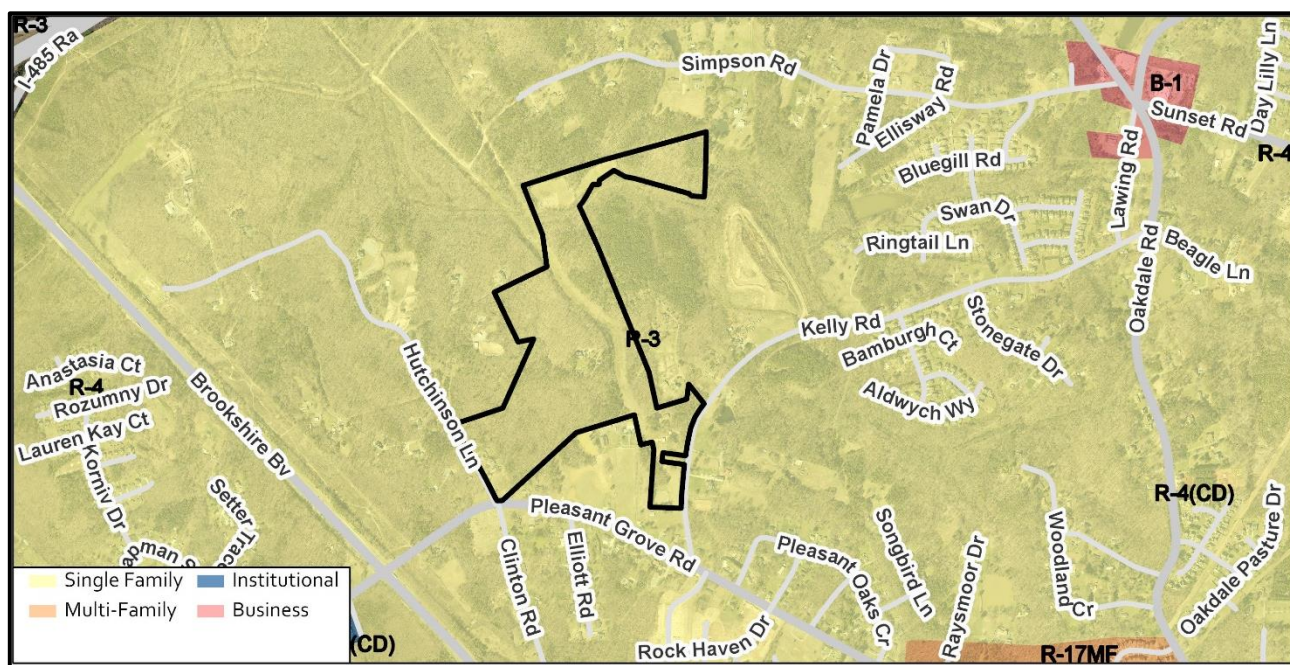 R-3
I-485 Ra
Simpson Rd
Pamela Dr
Ellisway Rd
B-1
Sunset Rd
Day Lilly Ln
R-4
Bluegill Rd
Lawing Rd
Swan Dr
Ringtail Ln
Beagle Ln
Oakdale Rd
Kelly Rd
Stonegate Dr
Bamburgh Ct
Aldwych Wy
R-3
Hutchinson Ln
Anastasia Ct
R-4
Rozumny Dr
Lauren Kay Ct
Korniv Dr
Brookshire Bv
Setter Trace
R-4(CD)
Pleasant Grove Rd
Clinton Rd
Elliott Rd
Pleasant Oaks Cr
Songbird Ln
Raysmoor Dr
Woodland Cr
Oakdale Pasture Dr
Rock Haven Dr
R-17MF
Single Family
Institutional
Multi-Family
Business
(CD)